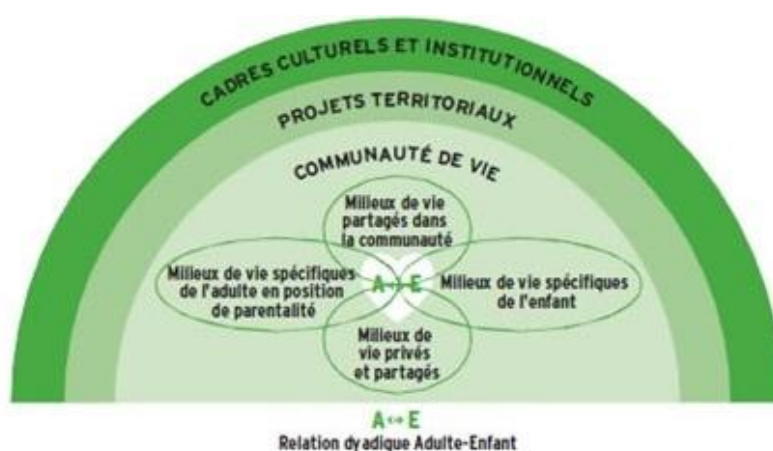 CADRES CULTURELS ET INSTITUTIONNELS
PROJETS TERRITORIAUX
COMMUNAUTÉ DE VIE
Milieux de vie
partagés dans
la communauté
Milieux de vie spécifiques
de l'adulte en position
de parentalité
A↔E
Milieux de vie spécifiques
de l'enfant
Milieux de
vie privés
et partagés
A↔E
Relation dyadique Adulte-Enfant